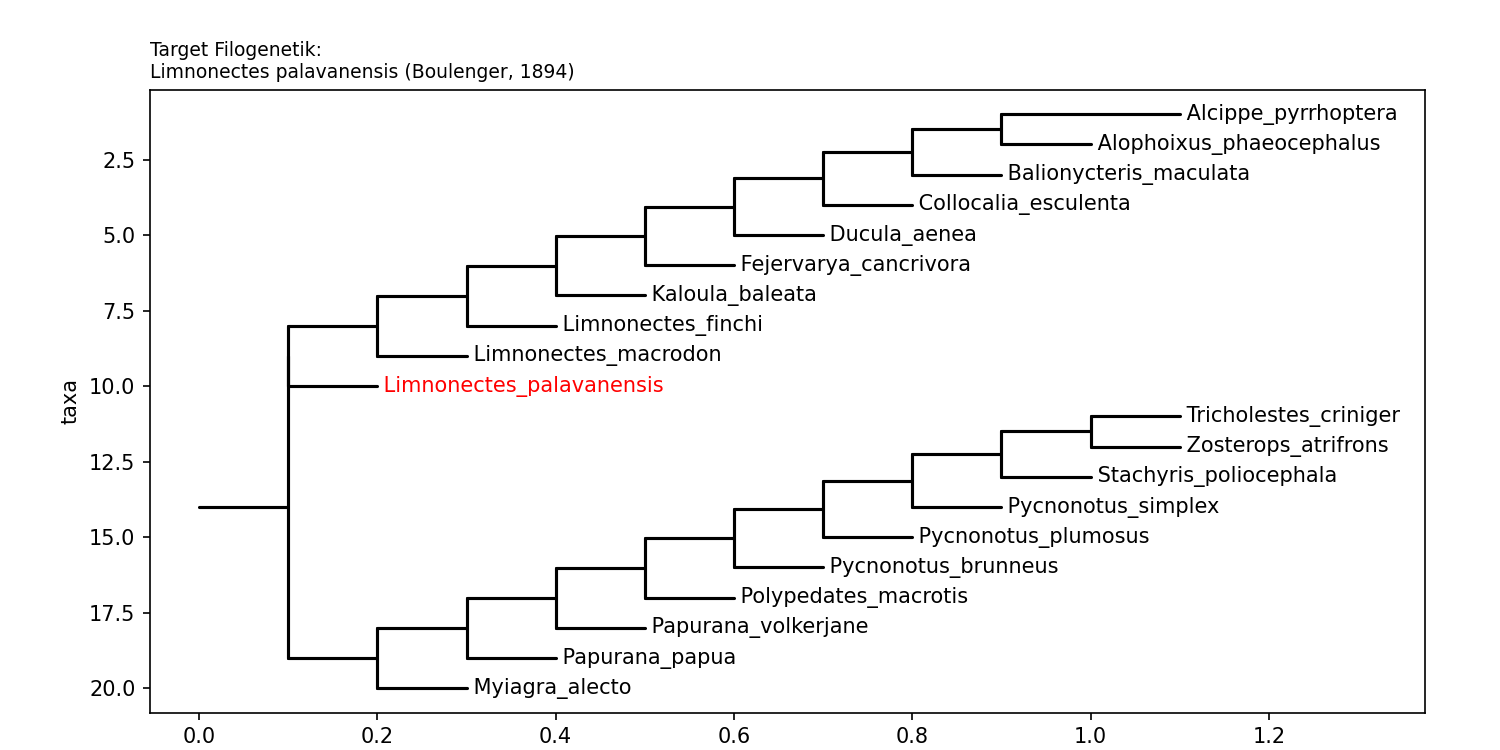 Target Filogenetik:
Limnonectes palavanensis (Boulenger, 1894)
Alcippe_pyrrhoptera
Alophoixus_phaeocephalus
2.5
Balionycteris_maculata
Collocalia_esculenta
5.0
Ducula_aenea
Fejervarya_cancrivora
Kaloula_baleata
7.5
Limnonectes_finchi
Limnonectes_macrodon
taxa
10.0
Limnonectes_palavanensis
Tricholestes_criniger
Zosterops_atrifrons
12.5
Stachyris_poliocephala
Pycnonotus_simplex
15.0
Pycnonotus_plumosus
Pycnonotus_brunneus
Polypedates_macrotis
17.5
Papurana_volkerjane
Papurana_papua
20.0
Myiagra_alecto
0.0 0.2 0.4 0.6 0.8 1.0 1.2